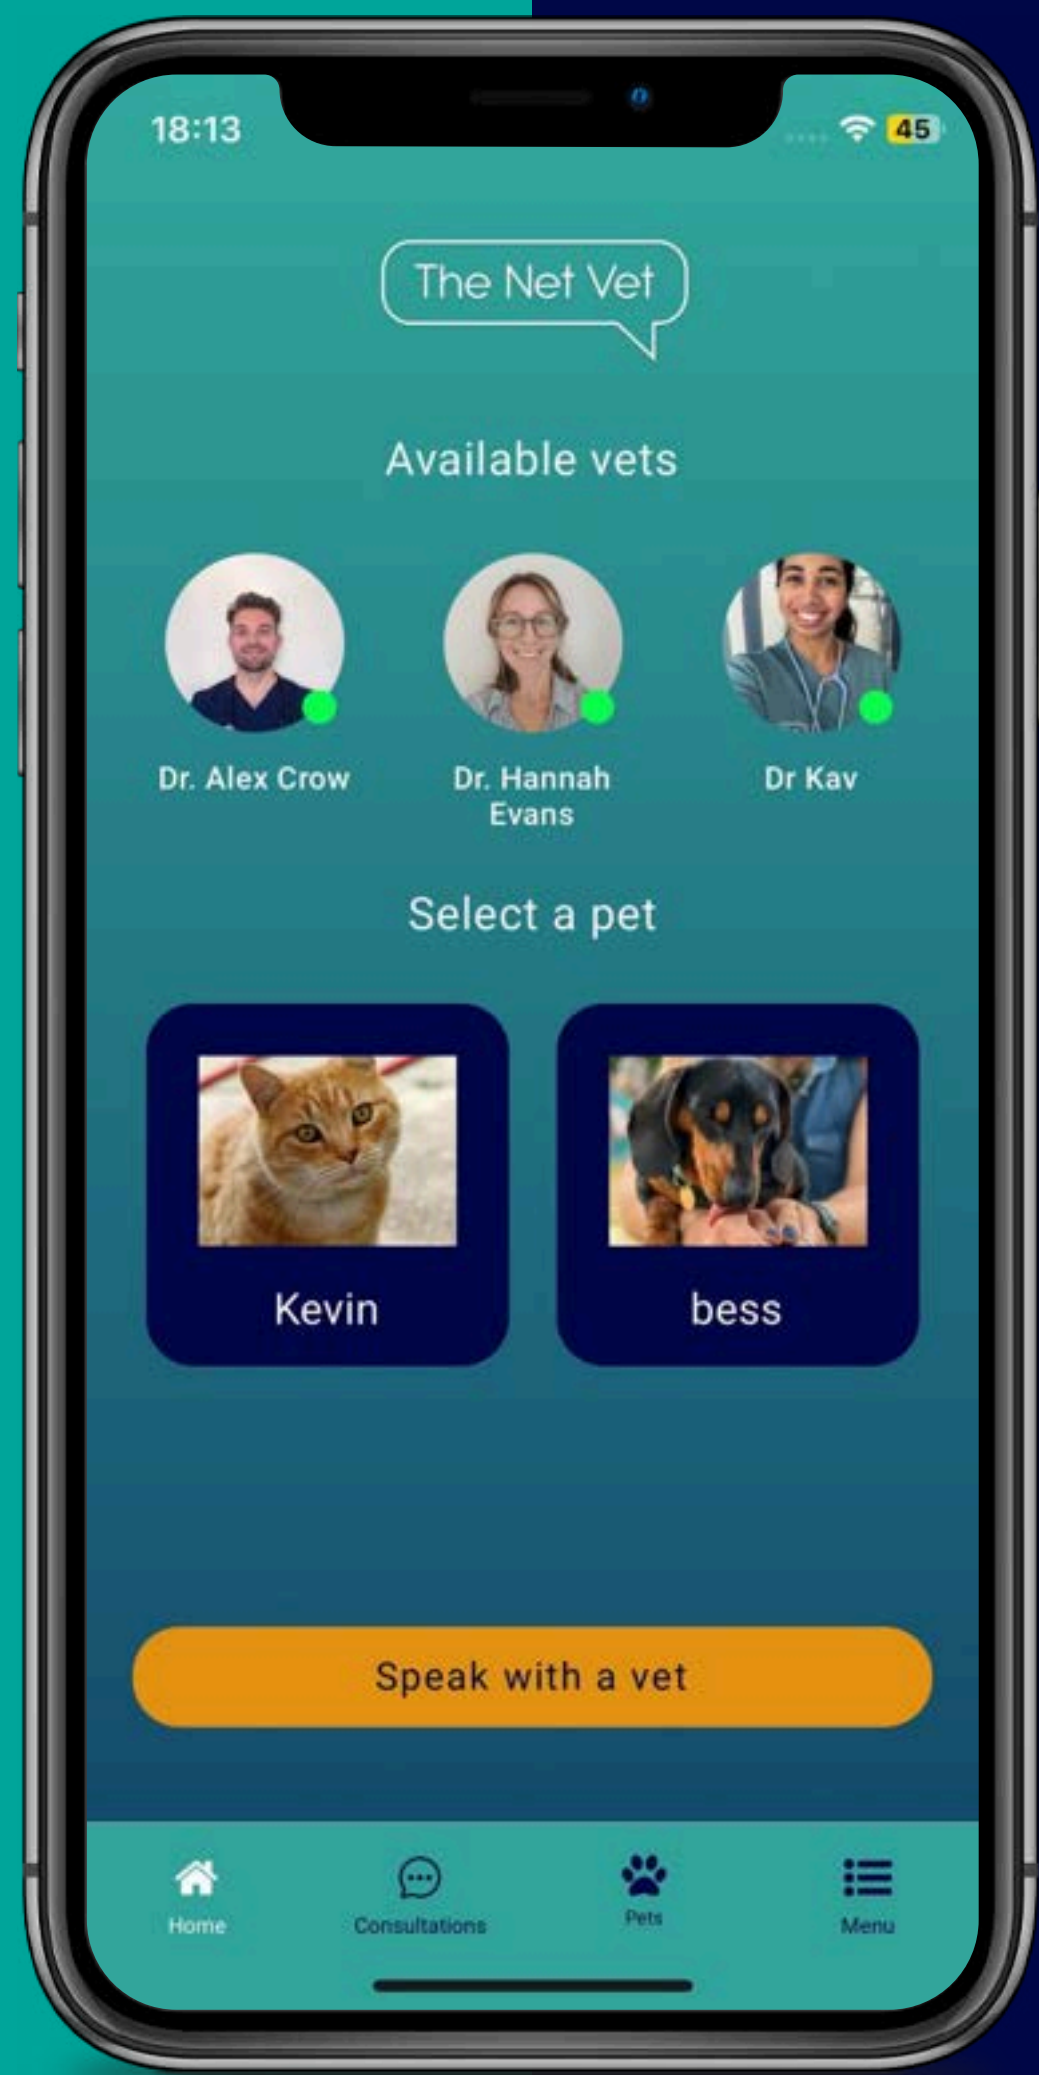 18:13
45
The Net Vet
Available vets
Dr. Alex Crow
Dr. Hannah
Evans
Dr Kav
Select a pet
Kevin
bess
Speak with a vet
Home
Consultations
Pets
Menu